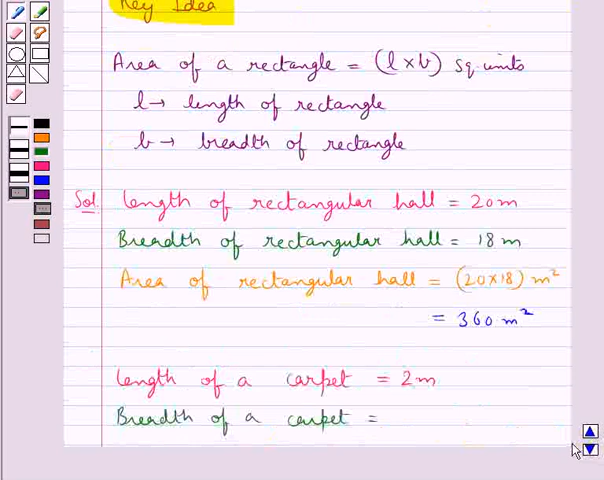 Key Idea
Area of a rectangle = (l × b) sq units
l → length of rectangle
b → breadth of rectangle
Sol. Length of rectangular hall = 20 m
Breadth of rectangular hall = 18 m
Area of rectangular hall = (20×18) m²
= 360 m²
Length of a carpet = 2 m
Breadth of a carpet =